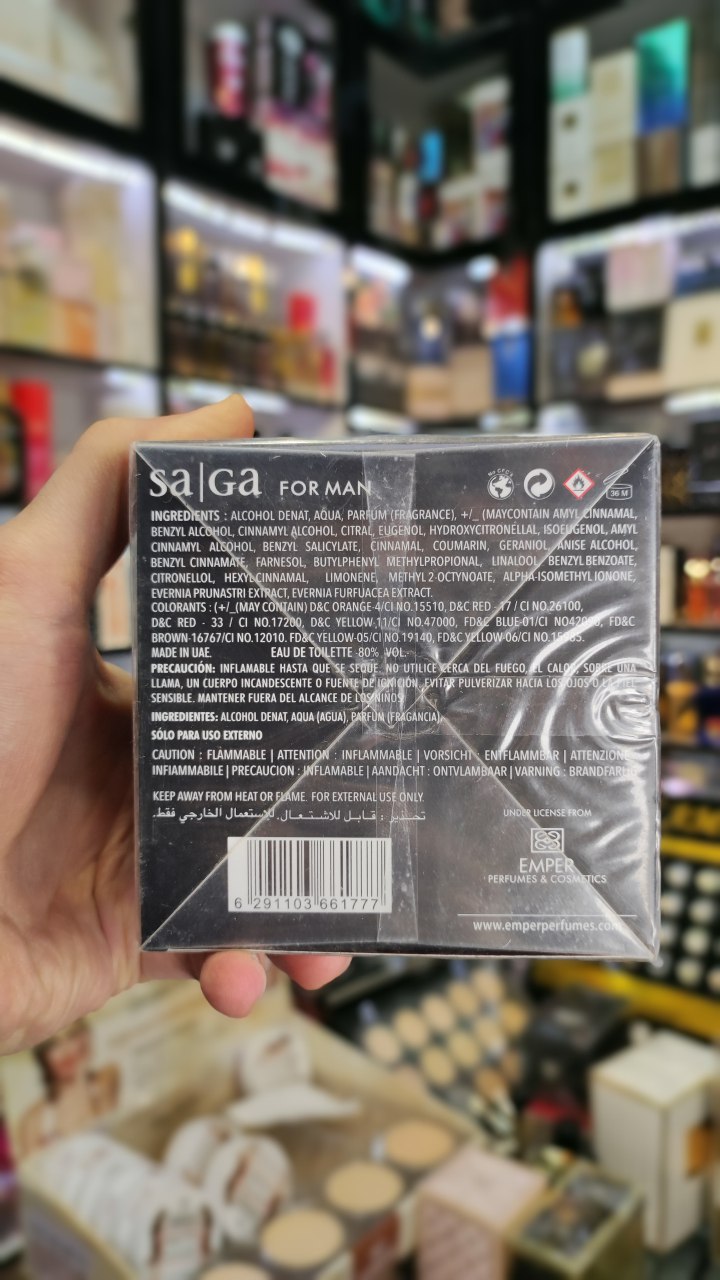 sa|Ga FOR MAN
No CFC's
36 M
INGREDIENTS : ALCOHOL DENAT, AQUA, PARFUM (FRAGRANCE), +/_ (MAYCONTAIN AMYL CINNAMAL,
BENZYL ALCOHOL, CINNAMYL ALCOHOL, CITRAL, EUGENOL, HYDROXYCITRONELLAL, ISOEUGENOL, AMYL
CINNAMYL ALCOHOL, BENZYL SALICYLATE, CINNAMAL, COUMARIN, GERANIOL, ANISE ALCOHOL,
BENZYL CINNAMATE, FARNESOL, BUTYLPHENYL METHYLPROPIONAL, LINALOOL BENZYL BENZOATE,
CITRONELLOL, HEXYL CINNAMAL, LIMONENE, METHYL 2-OCTYNOATE, ALPHA-ISOMETHYL IONONE,
EVERNIA PRUNASTRI EXTRACT, EVERNIA FURFUACEA EXTRACT.
COLORANTS : (+/_(MAY CONTAIN) D&C ORANGE-4/CI NO.15510, D&C RED - 17 / CI NO.26100,
D&C RED - 33 / CI NO.17200, D&C YELLOW,11/CI NO.47000, FD&C BLUE-01/CI NO42090, FD&C
BROWN-16767/CI NO.12010. FD&C YELLOW-05/CI NO.19140, FD&C YELLOW-06/CI NO.15985.
MADE IN UAE. EAU DE TOILETTE 80% VOL.
PRECAUCIÓN: INFLAMABLE HASTA QUE SE SEQUE. NO UTILICE CERCA DEL FUEGO, EL CALOR, SOBRE UNA
LLAMA, UN CUERPO INCANDESCENTE O FUENTE DE IGNICIÓN. EVITAR PULVERIZAR HACIA LOS OJOS O LA PIEL
SENSIBLE. MANTENER FUERA DEL ALCANCE DE LOS NIÑOS
INGREDIENTES: ALCOHOL DENAT, AQUA (AGUA), PARFUM (FRAGANCIA),
SÓLO PARA USO EXTERNO
CAUTION : FLAMMABLE | ATTENTION : INFLAMMABLE | VORSICHT : ENTFLAMMBAR | ATTENZIONE
INFIAMMABILE | PRECAUCION : INFLAMABLE | AANDACHT : ONTVLAMBAAR | VARNING : BRANDFARLIG
KEEP AWAY FROM HEAT OR FLAME. FOR EXTERNAL USE ONLY.
تحذير : قابل للاشتعال. للاستعمال الخارجي فقط.
UNDER LICENSE FROM
EMPER
PERFUMES & COSMETICS
6 291103 661777
www.emperperfumes.com